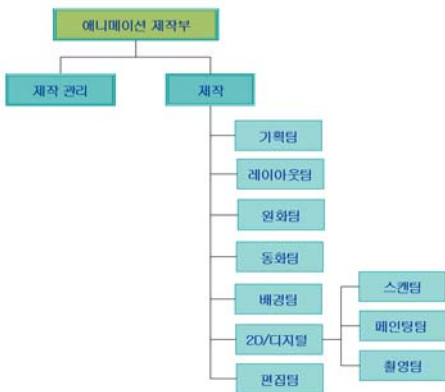 애니메이션 제작부
제작 관리
제작
기획팀
레이아웃팀
원화팀
동화팀
배경팀
2D/디지털
편집팀
스캔팀
페인팅팀
촬영팀